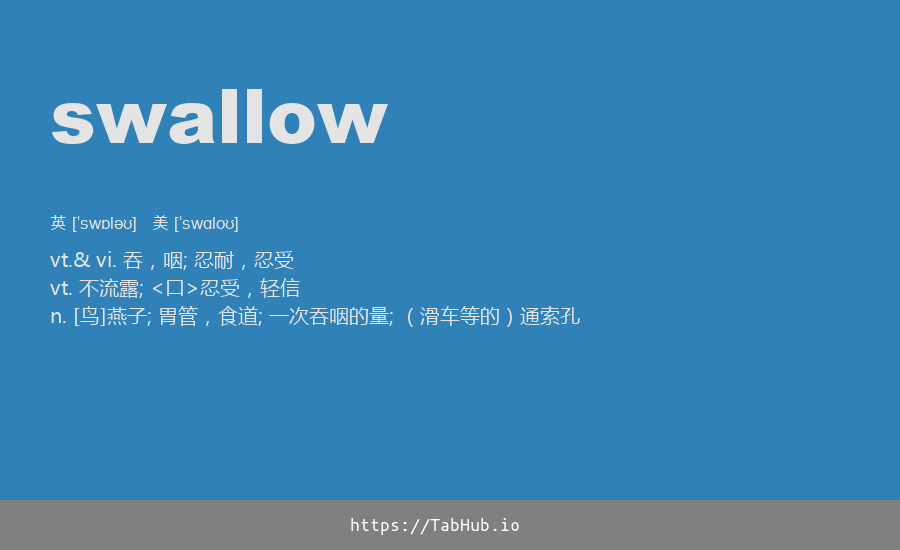 swallow
英 [ˈswɒləʊ] 美 [ˈswɑloʊ]
vt.& vi. 吞，咽; 忍耐，忍受
vt. 不流露; <口>忍受，轻信
n. [鸟]燕子; 胃管，食道; 一次吞咽的量; （滑车等的）通索孔
https://TabHub.io